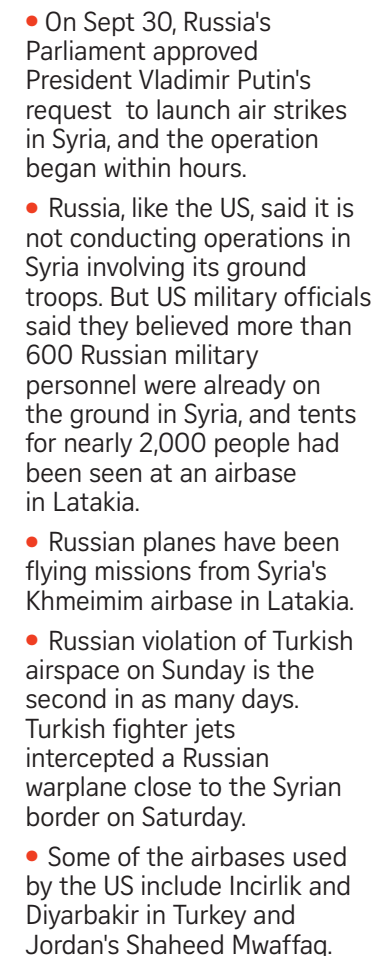 • On Sept 30, Russia's
Parliament approved
President Vladimir Putin's
request to launch air strikes
in Syria, and the operation
began within hours.
• Russia, like the US, said it is
not conducting operations in
Syria involving its ground
troops. But US military officials
said they believed more than
600 Russian military
personnel were already on
the ground in Syria, and tents
for nearly 2,000 people had
been seen at an airbase
in Latakia.
• Russian planes have been
flying missions from Syria's
Khmeimim airbase in Latakia.
• Russian violation of Turkish
airspace on Sunday is the
second in as many days.
Turkish fighter jets
intercepted a Russian
warplane close to the Syrian
border on Saturday.
• Some of the airbases used
by the US include Incirlik and
Diyarbakir in Turkey and
Jordan's Shaheed Mwaffaq.